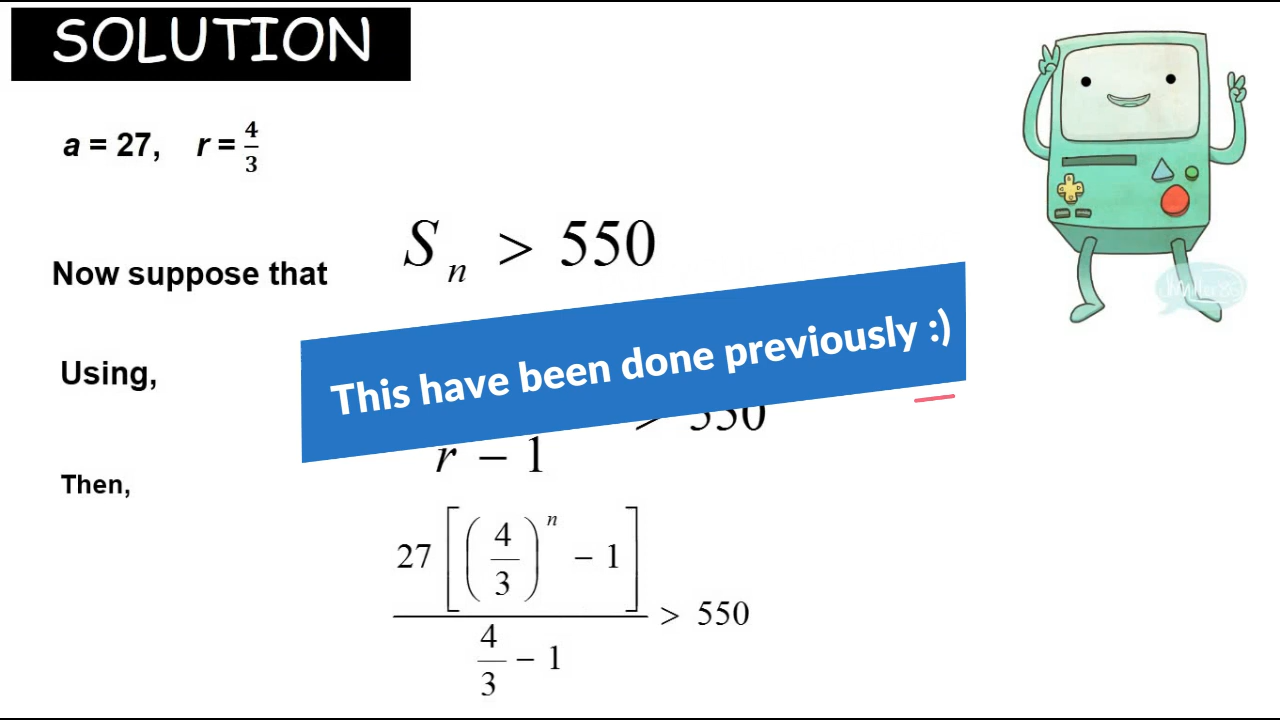 SOLUTION
a = 27, r = 4/3
Now suppose that S_n > 550
This have been done previously :)
Using,
> 550
r − 1
Then,
27[(4/3)^n − 1]
/ (4/3 − 1) > 550